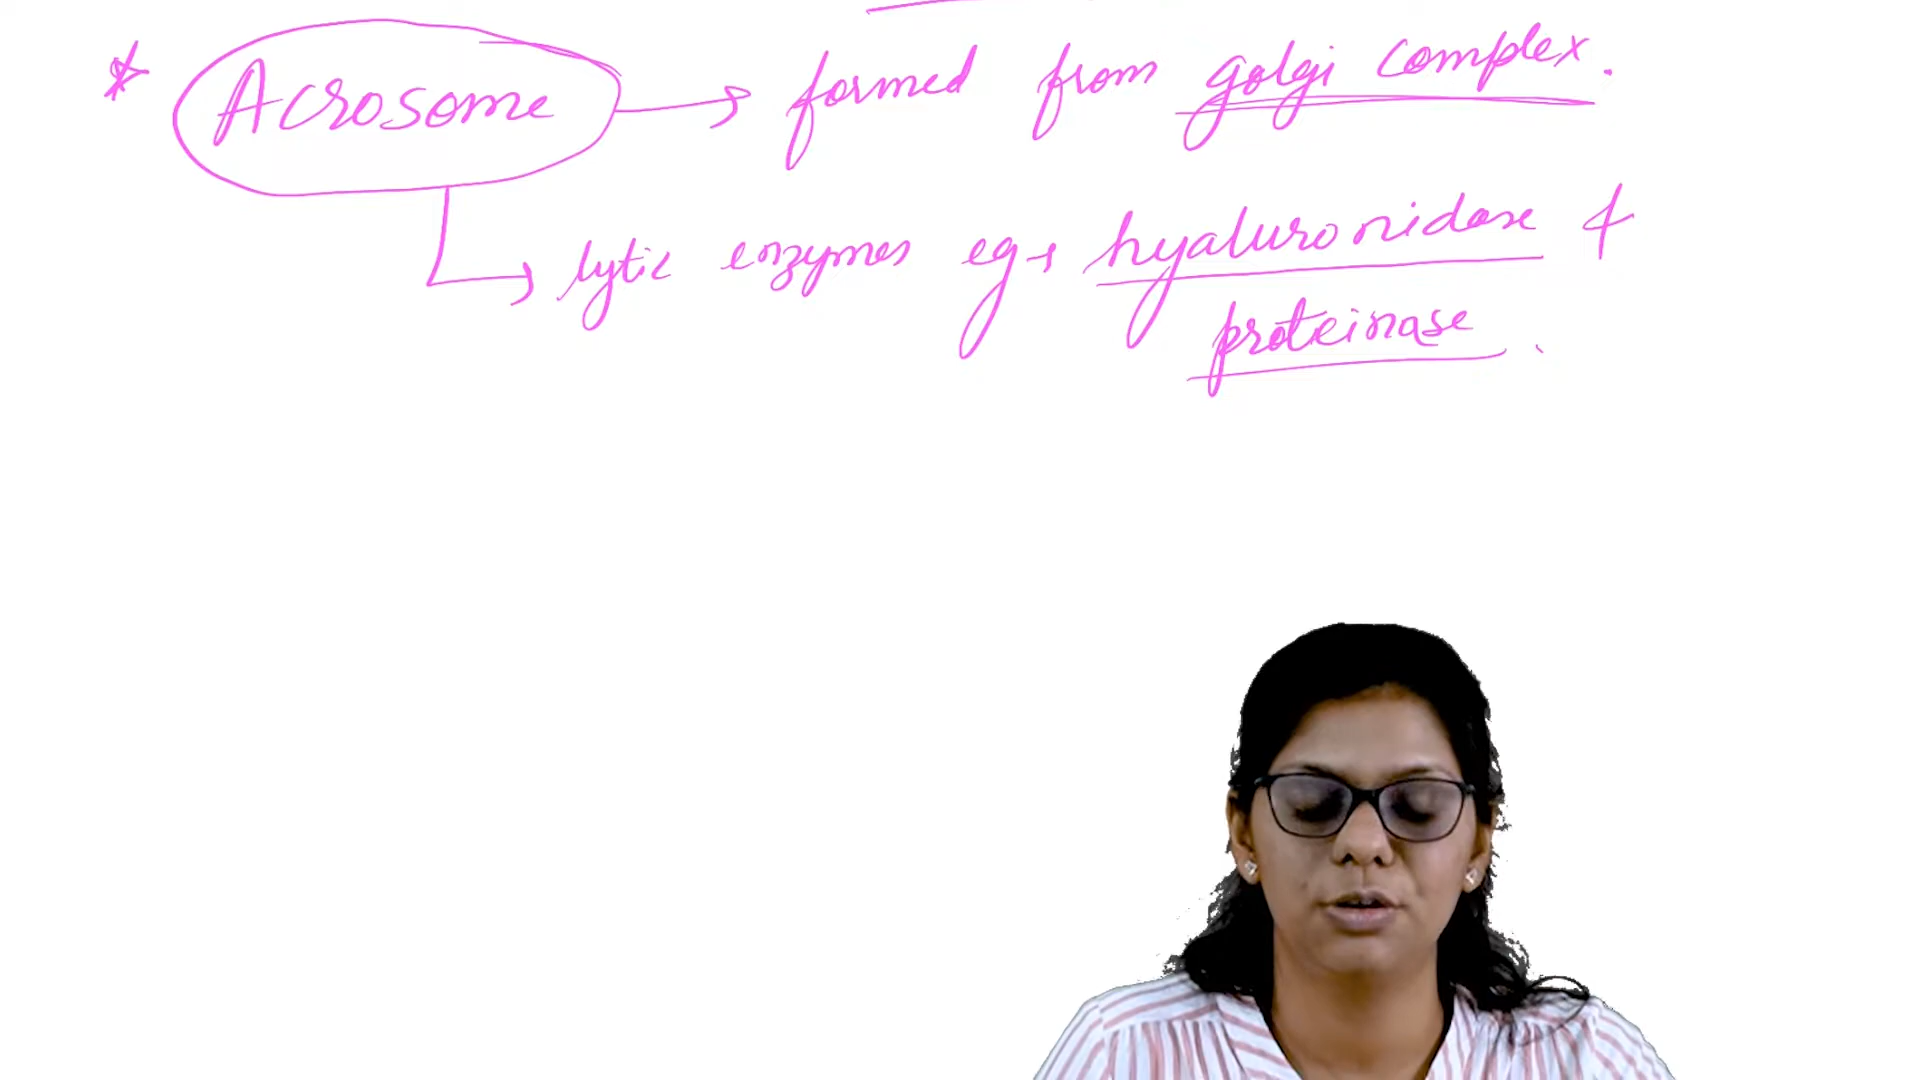 * Acrosome → formed from golgi complex.
↳ lytic enzymes eg → hyaluronidase &
proteinase.